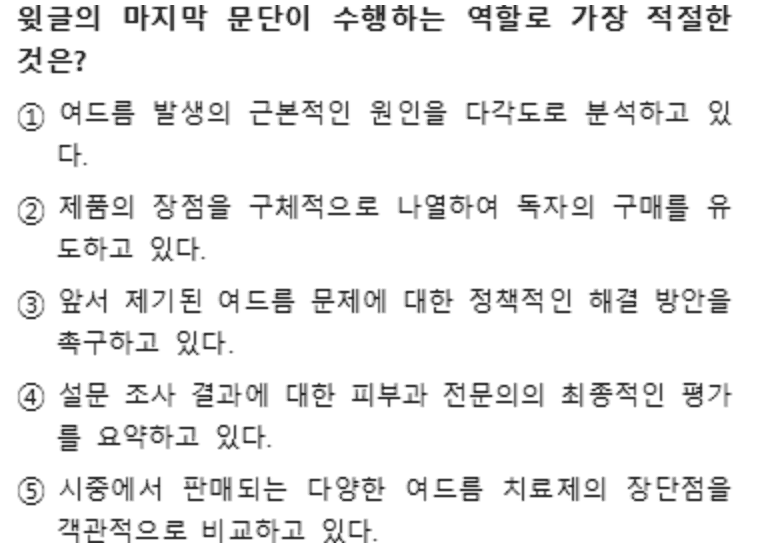 윗글의 마지막 문단이 수행하는 역할로 가장 적절한
것은?
① 여드름 발생의 근본적인 원인을 다각도로 분석하고 있
다.
② 제품의 장점을 구체적으로 나열하여 독자의 구매를 유
도하고 있다.
③ 앞서 제기된 여드름 문제에 대한 정책적인 해결 방안을
촉구하고 있다.
④ 설문 조사 결과에 대한 피부과 전문의의 최종적인 평가
를 요약하고 있다.
⑤ 시중에서 판매되는 다양한 여드름 치료제의 장단점을
객관적으로 비교하고 있다.